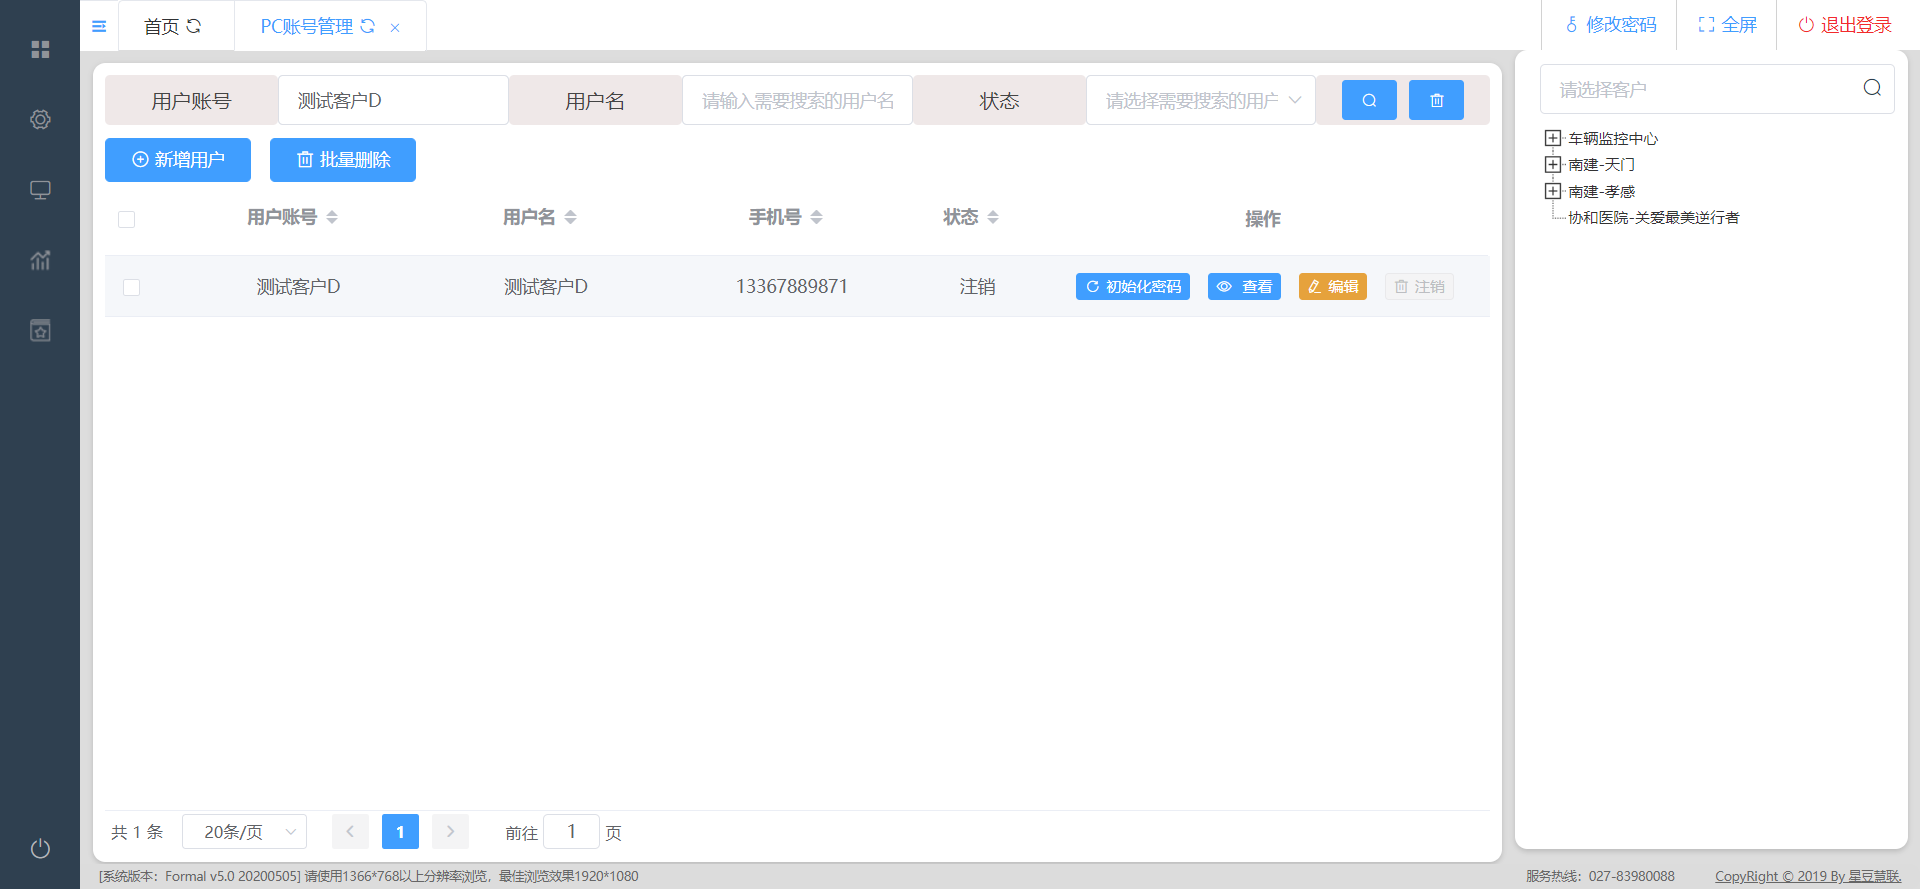 首页
PC账号管理
修改密码
全屏
退出登录
用户账号
测试客户D
用户名
请输入需要搜索的用户名
状态
请选择需要搜索的用户
请选择客户
新增用户
批量删除
车辆监控中心
南建-天门
南建-孝感
协和医院-关爱最美逆行者
用户账号
用户名
手机号
状态
操作
测试客户D
测试客户D
13367889871
注销
初始化密码
查看
编辑
注销
共 1 条
20条/页
1
前往
1
页
[系统版本：Formal v5.0 20200505] 请使用1366*768以上分辨率浏览，最佳浏览效果1920*1080
服务热线：027-83980088
CopyRight © 2019 By 星豆慧联.